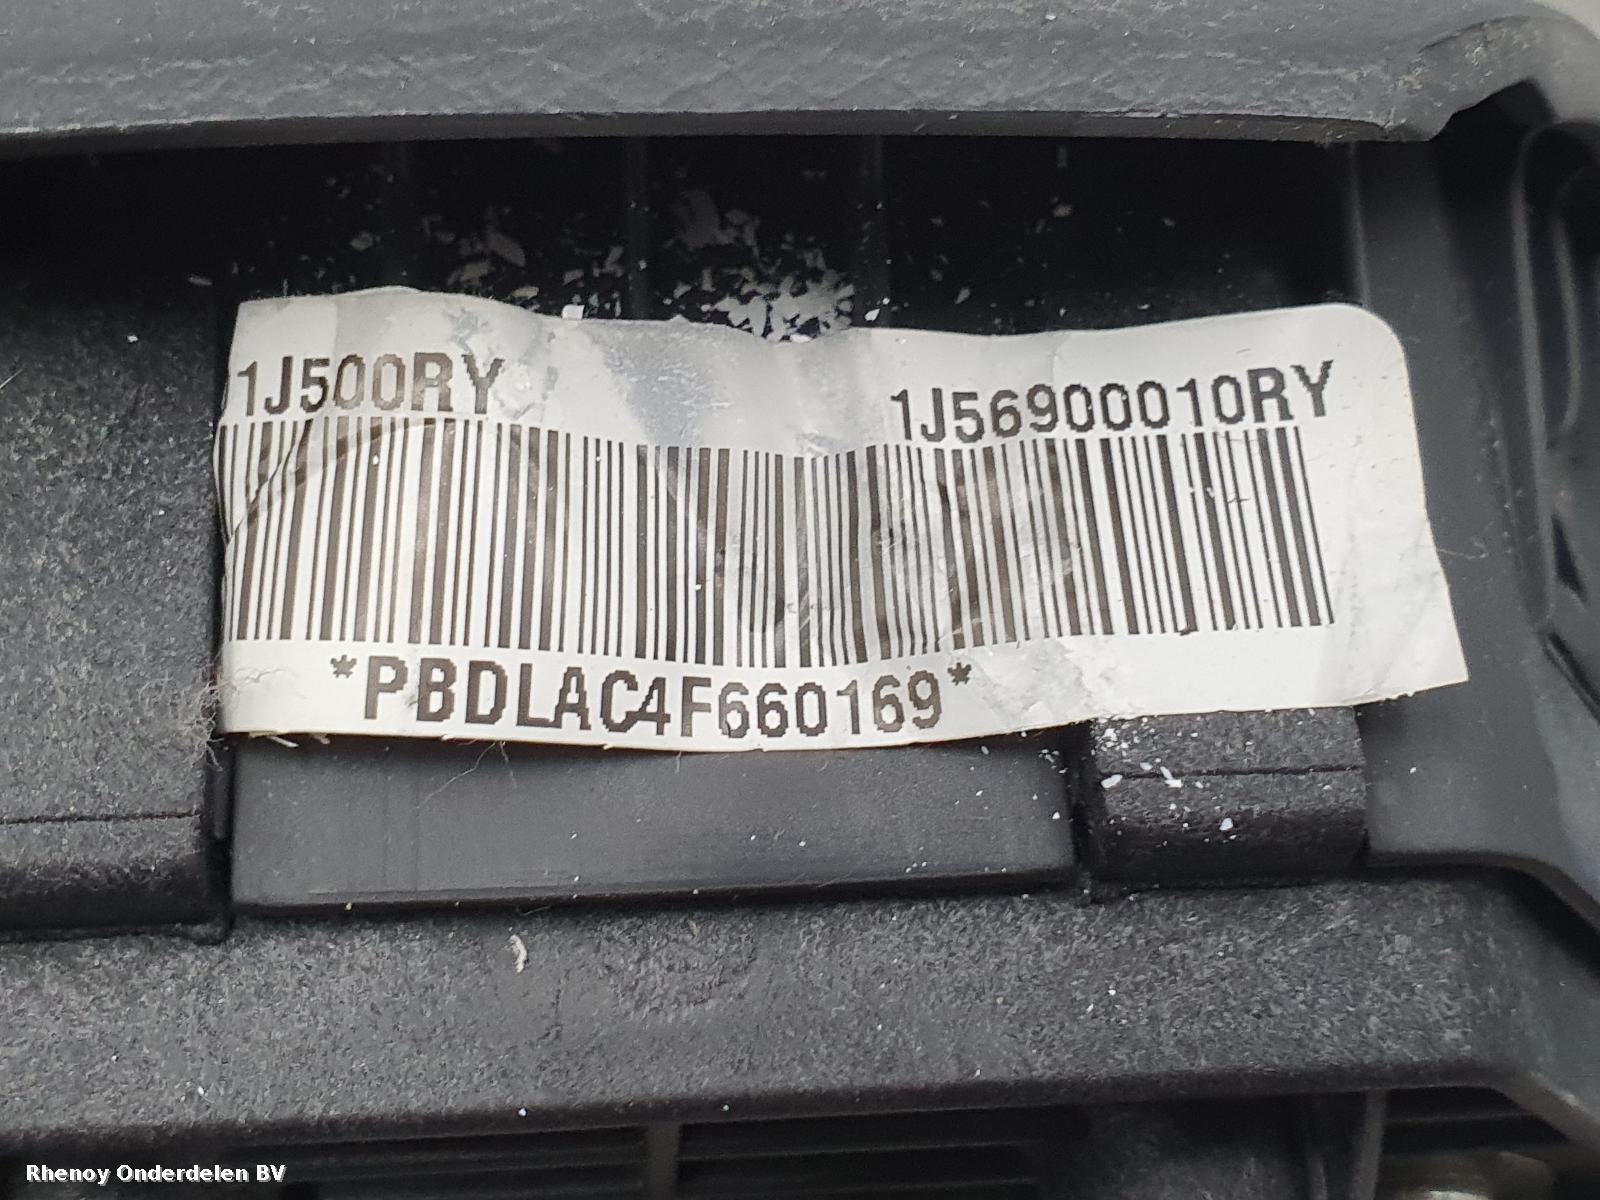 1J500RY 1J56900010RY
*PBDLAC4F660169*
Rhenoy Onderdelen BV